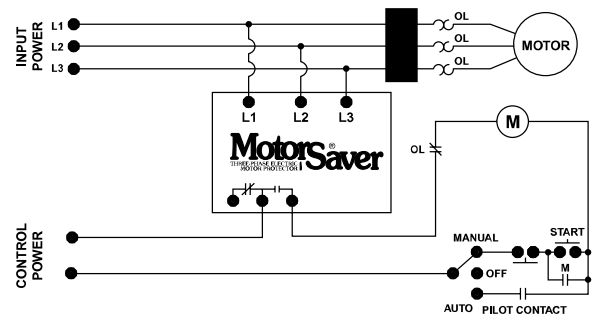 INPUT POWER
L1
L2
L3
OL
OL
OL
MOTOR
L1 L2 L3
MotorSaver®
THREE-PHASE ELECTRIC
MOTOR PROTECTOR
OL
M
CONTROL POWER
MANUAL
OFF
AUTO
START
M
PILOT CONTACT